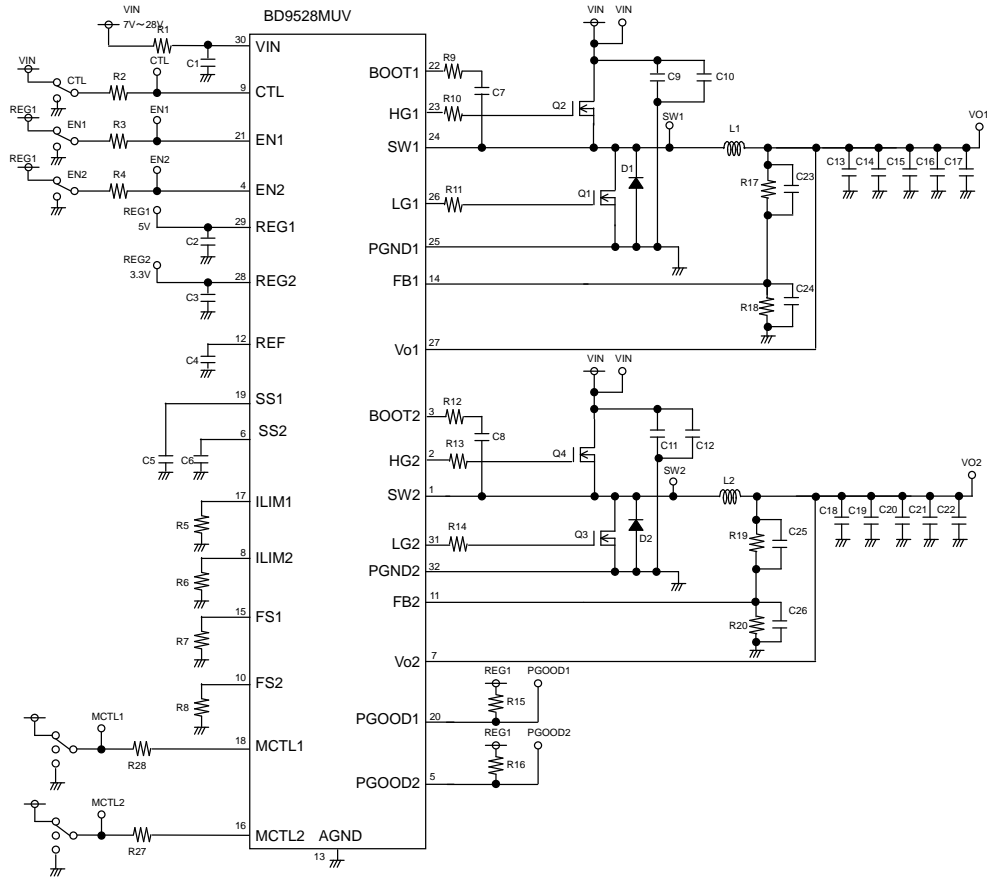 BD9528MUV
VIN
7V~28V
R1
30
VIN
C1
VIN
CTL
R2
CTL
9
CTL
REG1
EN1
R3
EN1
21
EN1
REG1
EN2
R4
EN2
4
EN2
REG1
5V
29
REG1
C2
REG2
3.3V
28
REG2
C3
12
REF
C4
19
SS1
6
SS2
C5
C6
17
ILIM1
R5
8
ILIM2
R6
15
FS1
R7
10
FS2
R8
MCTL1
R28
18
MCTL1
MCTL2
R27
16
MCTL2
AGND
13
VIN
VIN
BOOT1
22
R9
C7
C9
C10
HG1
23
R10
Q2
SW1
24
SW1
L1
VO1
D1
C13
C14
C15
C16
C17
R17
C23
LG1
26
R11
Q1
PGND1
25
FB1
14
R18
C24
Vo1
27
VIN
VIN
BOOT2
3
R12
C8
C11
C12
HG2
2
R13
Q4
SW2
1
SW2
L2
VO2
C18
C19
C20
C21
C22
R19
C25
LG2
31
R14
Q3
D2
PGND2
32
FB2
11
R20
C26
Vo2
7
REG1
PGOOD1
R15
PGOOD1
20
REG1
PGOOD2
R16
PGOOD2
5